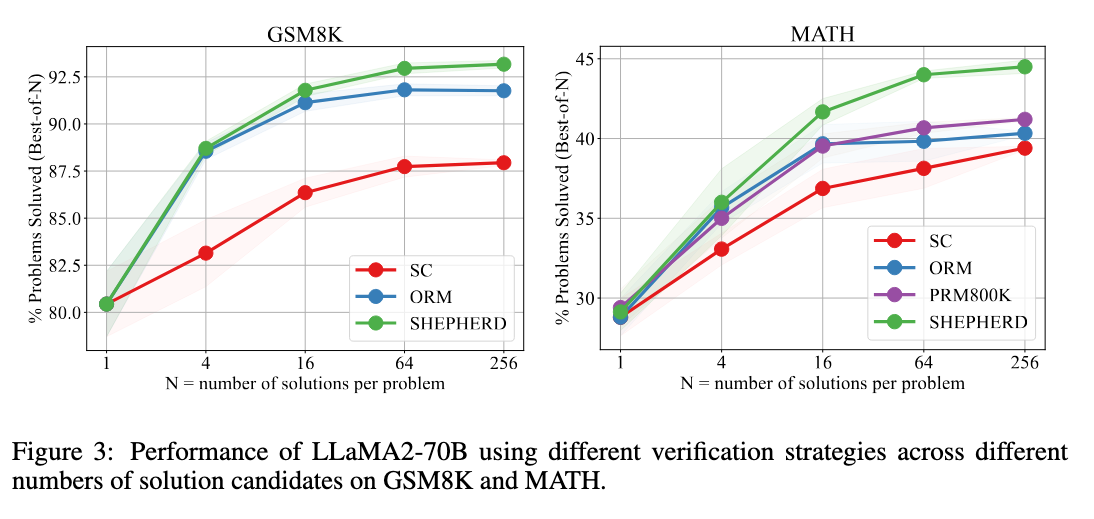 GSM8K
% Problems Soluved (Best-of-N)
92.5
90.0
87.5
85.0
82.5
80.0
SC
ORM
SHEPHERD
1 4 16 64 256
N = number of solutions per problem
MATH
% Problems Soluved (Best-of-N)
45
40
35
30
SC
ORM
PRM800K
SHEPHERD
1 4 16 64 256
N = number of solutions per problem
Figure 3: Performance of LLaMA2-70B using different verification strategies across different
numbers of solution candidates on GSM8K and MATH.